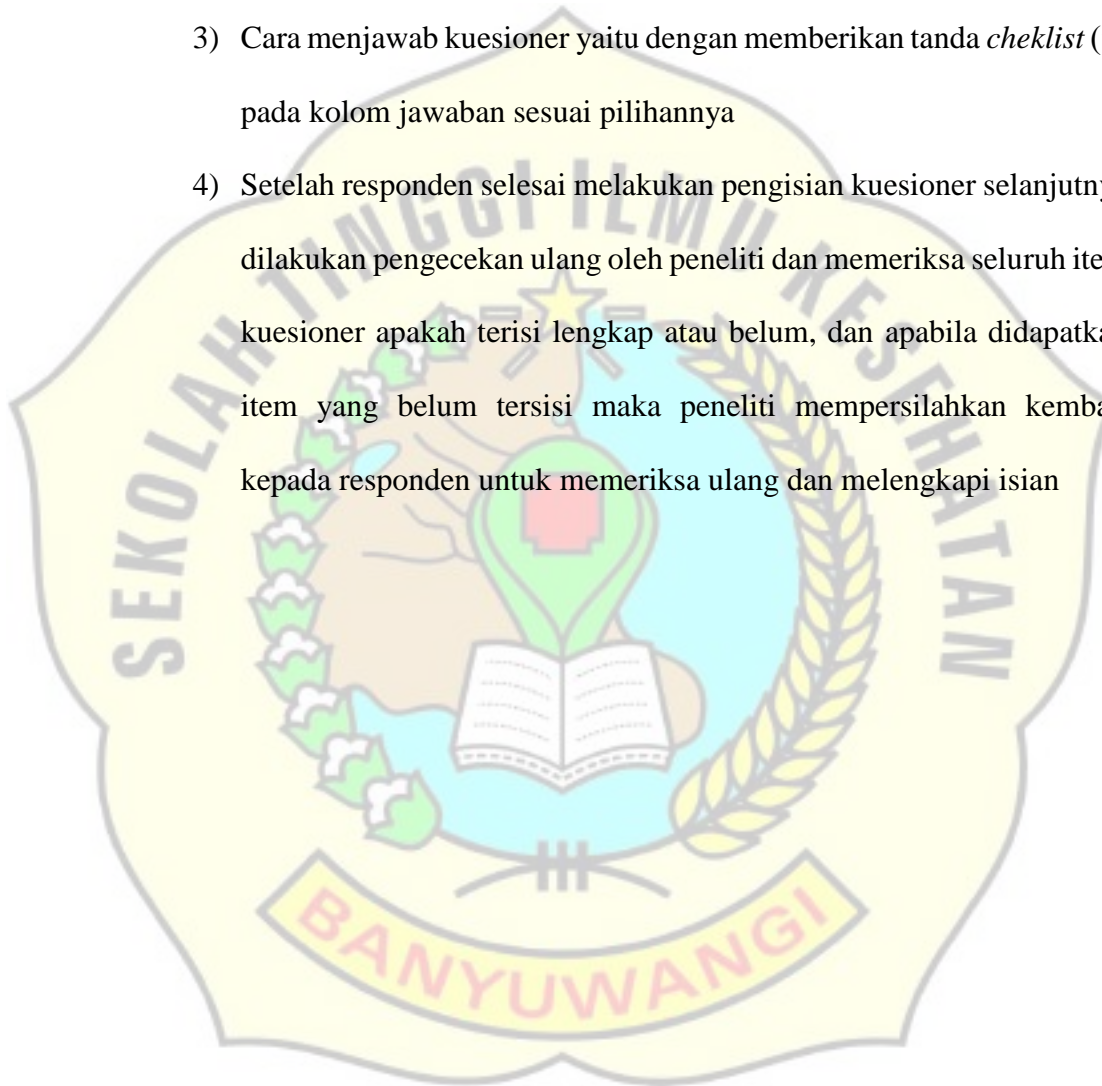 3) Cara menjawab kuesioner yaitu dengan memberikan tanda cheklist (
pada kolom jawaban sesuai pilihannya
4) Setelah responden selesai melakukan pengisian kuesioner selanjutny
dilakukan pengecekan ulang oleh peneliti dan memeriksa seluruh ite
kuesioner apakah terisi lengkap atau belum, dan apabila didapatka
item yang belum tersisi maka peneliti mempersilahkan kemba
kepada responden untuk memeriksa ulang dan melengkapi isian
SEKOLAH TINGGI ILMU KESEHATAN
BANYUWANGI